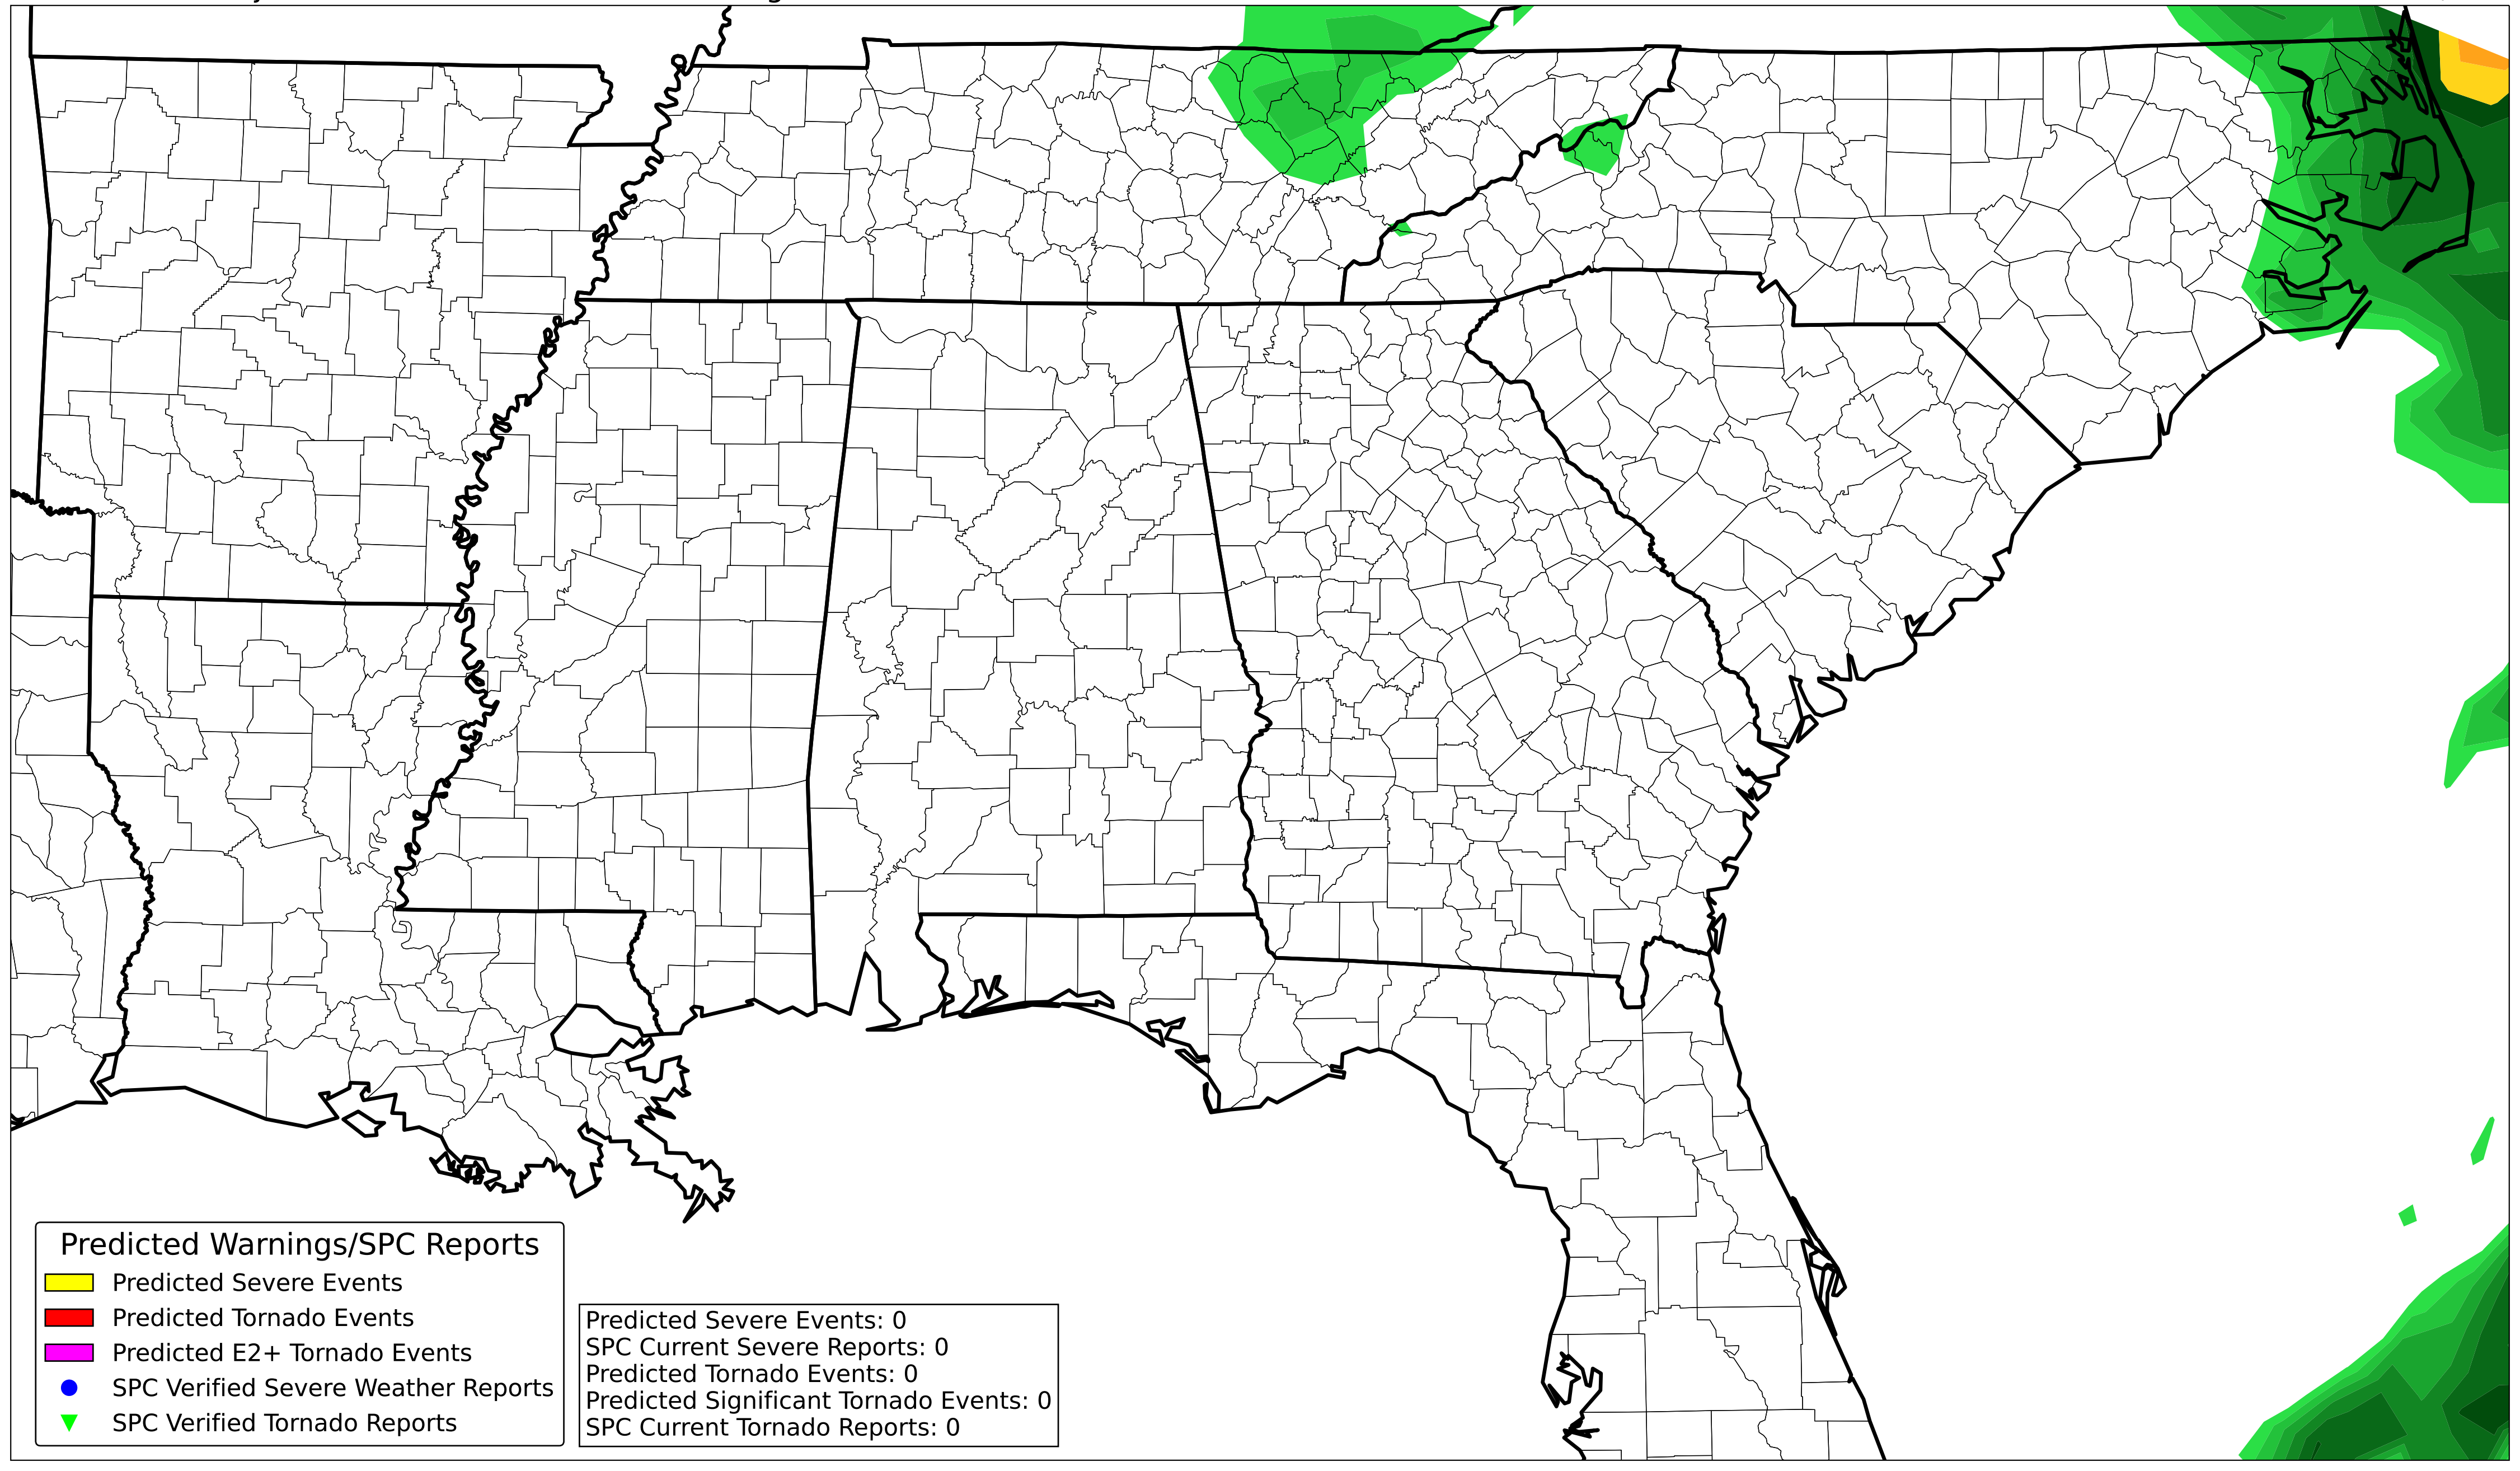 Predicted Warnings/SPC Reports
Predicted Severe Events
Predicted Tornado Events
Predicted E2+ Tornado Events
SPC Verified Severe Weather Reports
SPC Verified Tornado Reports
Predicted Severe Events: 0
SPC Current Severe Reports: 0
Predicted Tornado Events: 0
Predicted Significant Tornado Events: 0
SPC Current Tornado Reports: 0